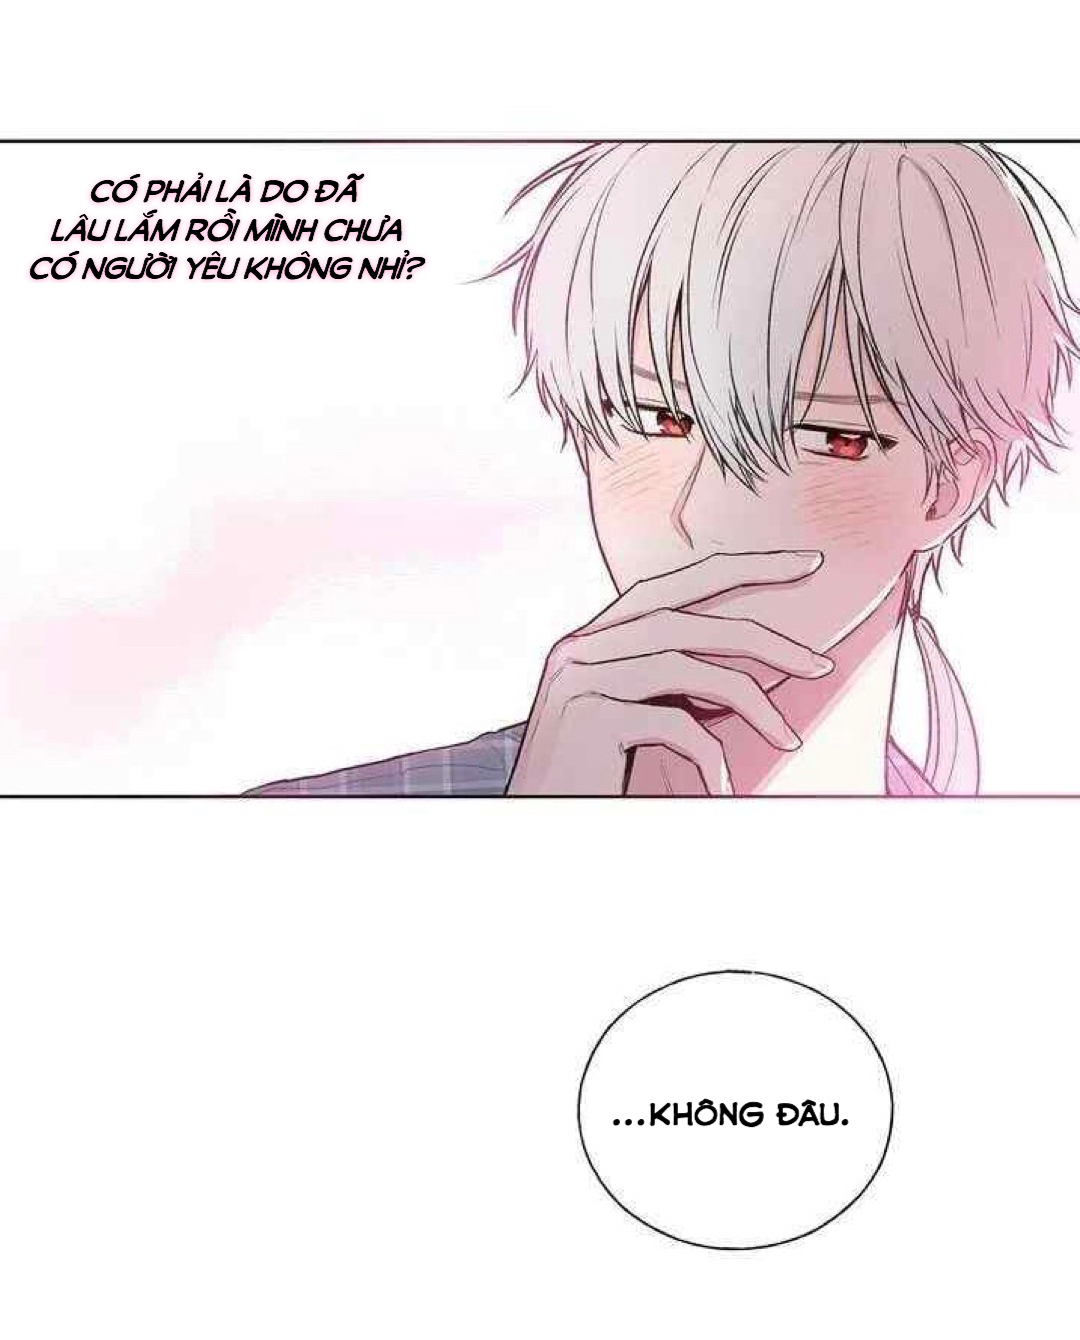 CÓ PHẢI LÀ DO ĐÃ
LÂU LẮM RỒI MÌNH CHƯA
CÓ NGƯỜI YÊU KHÔNG NHỈ?
...KHÔNG ĐÂU.